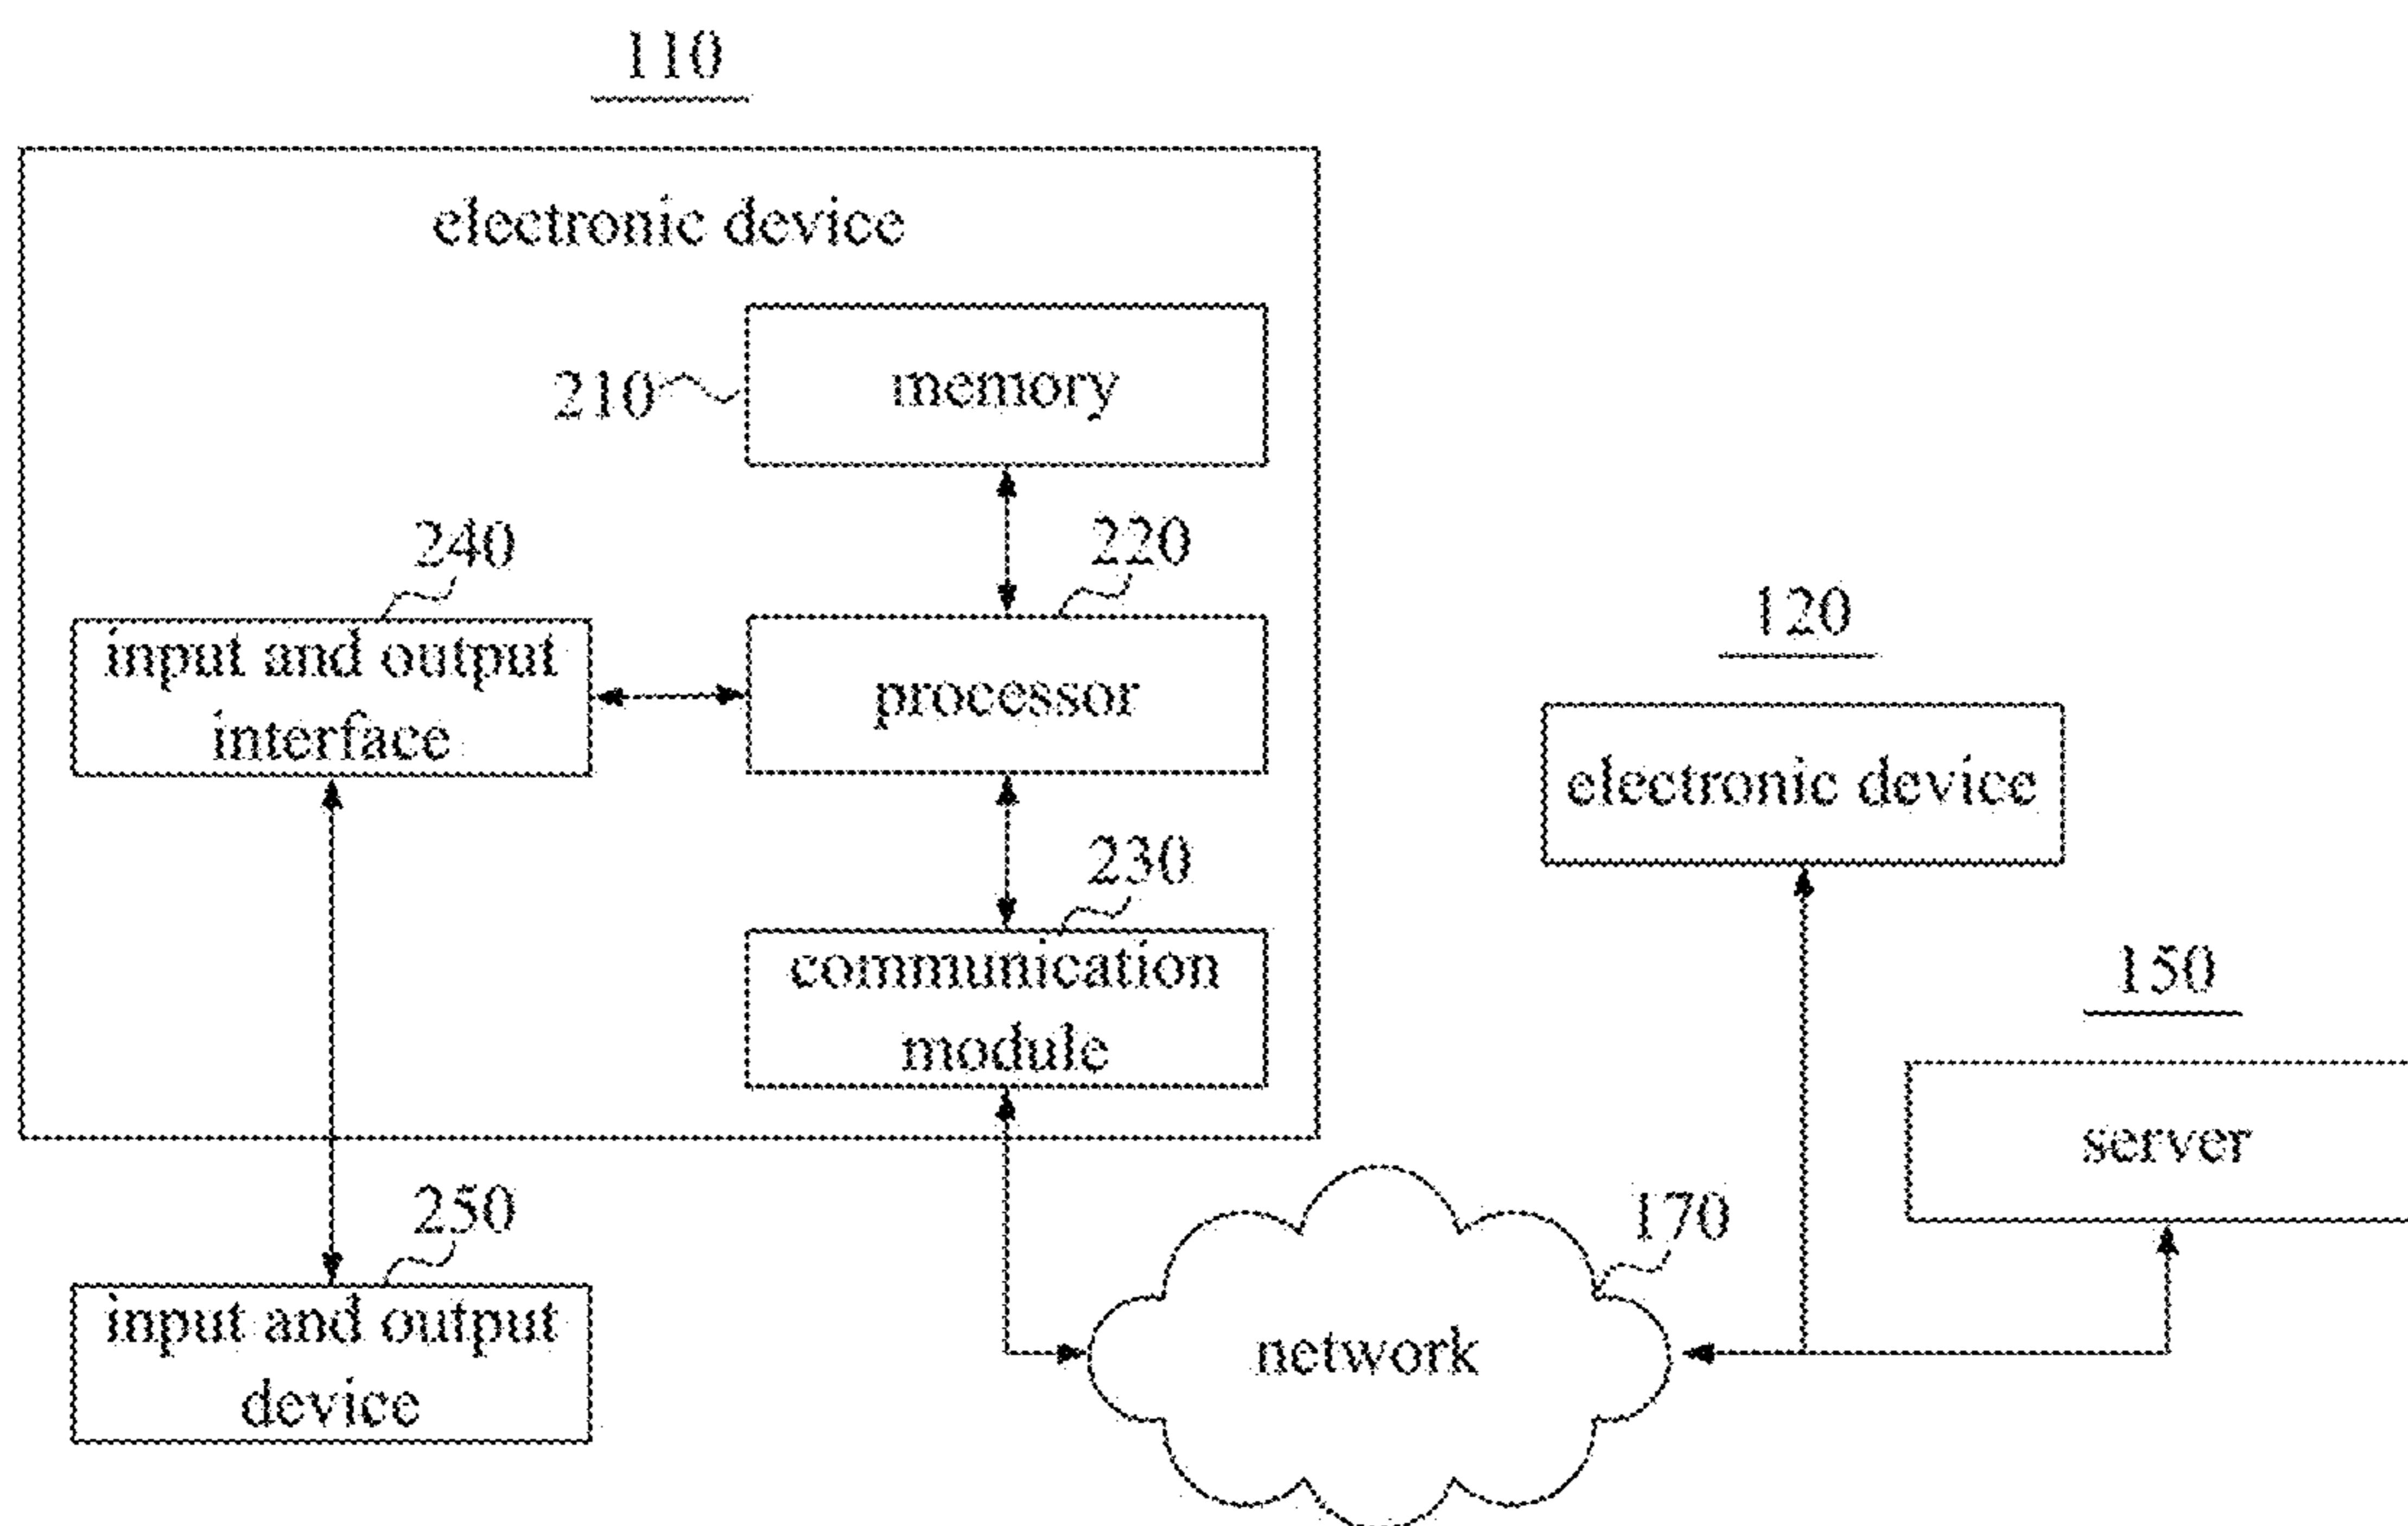 110
electronic device
210
memory
240
220
input and output
interface
processor
230
communication
module
250
input and output
device
120
electronic device
150
server
170
network